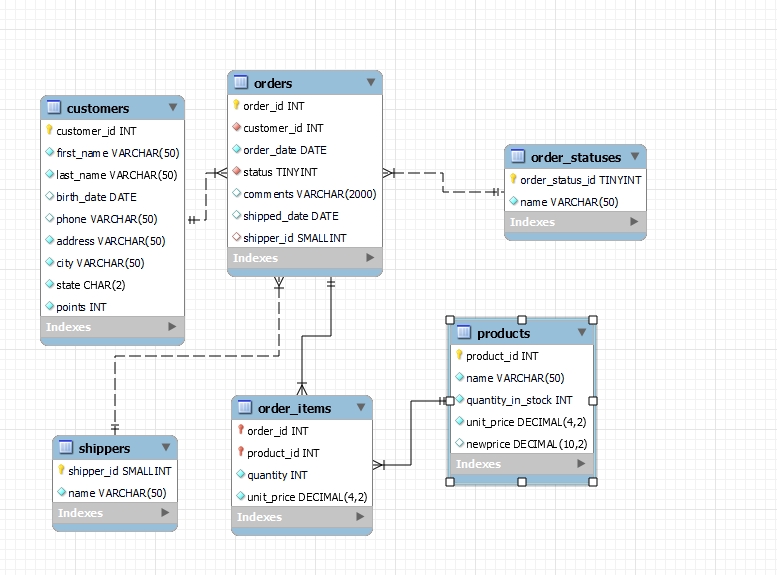 customers
customer_id INT
first_name VARCHAR(50)
last_name VARCHAR(50)
birth_date DATE
phone VARCHAR(50)
address VARCHAR(50)
city VARCHAR(50)
state CHAR(2)
points INT
Indexes
orders
order_id INT
customer_id INT
order_date DATE
status TINYINT
comments VARCHAR(2000)
shipped_date DATE
shipper_id SMALLINT
Indexes
order_statuses
order_status_id TINYINT
name VARCHAR(50)
Indexes
shippers
shipper_id SMALLINT
name VARCHAR(50)
Indexes
order_items
order_id INT
product_id INT
quantity INT
unit_price DECIMAL(4,2)
Indexes
products
product_id INT
name VARCHAR(50)
quantity_in_stock INT
unit_price DECIMAL(4,2)
newprice DECIMAL(10,2)
Indexes